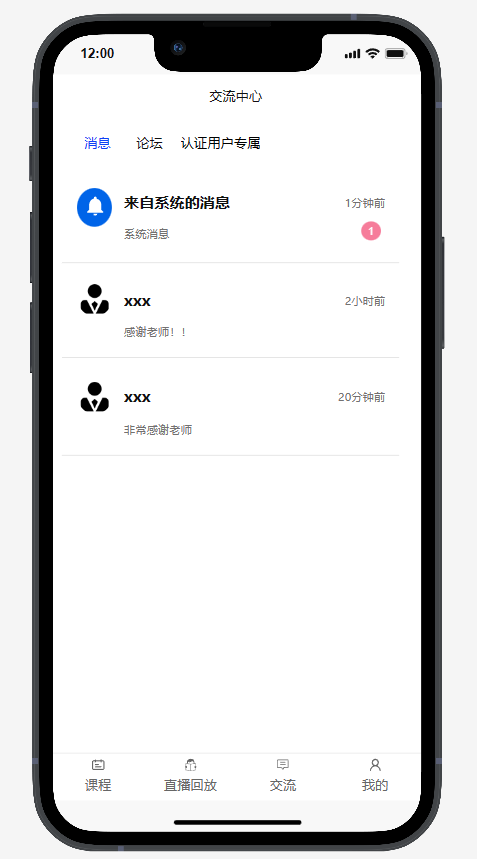 12:00
交流中心
消息 论坛 认证用户专属
来自系统的消息 1分钟前
系统消息 1
xxx 2小时前
感谢老师！！
xxx 20分钟前
非常感谢老师
课程 直播回放 交流 我的